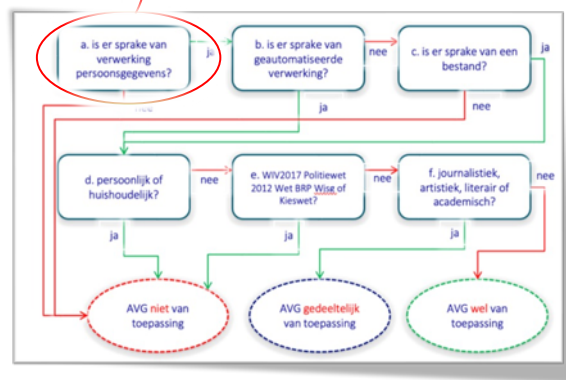 a. is er sprake van
verwerking
persoonsgegevens?
ja
b. is er sprake van
geautomatiseerde
verwerking?
nee
c. is er sprake van een
bestand?
ja
nee
ja
nee
d. persoonlijk of
huishoudelijk?
nee
e. WIV2017 Politiewet
2012 Wet BRP Wisg of
Kieswet?
nee
f. journalistiek,
artistiek, literair of
academisch?
nee
ja
ja
ja
AVG niet van
toepassing
AVG gedeeltelijk
van toepassing
AVG wel van
toepassing